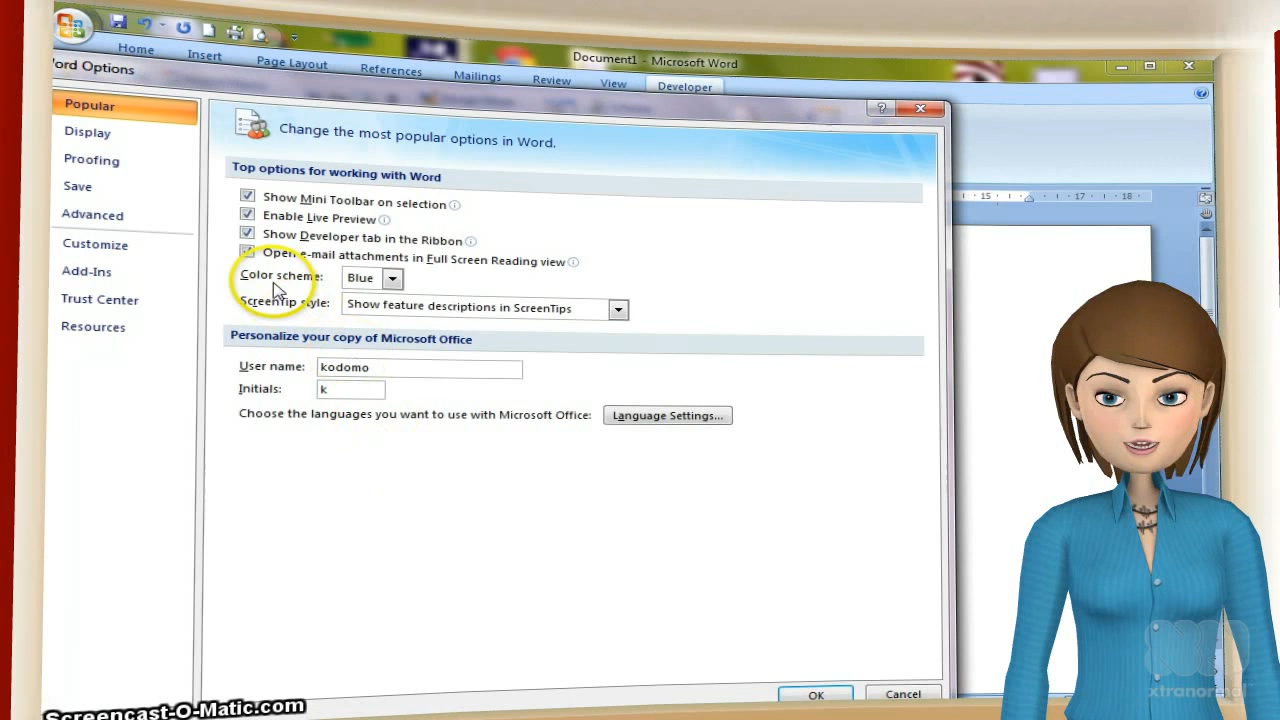 Document1 - Microsoft Word
Home Insert Page Layout References Mailings Review View Developer
ord Options
Popular
Display
Proofing
Save
Advanced
Customize
Add-Ins
Trust Center
Resources
Change the most popular options in Word.
Top options for working with Word
Show Mini Toolbar on selection
Enable Live Preview
Show Developer tab in the Ribbon
Open e-mail attachments in Full Screen Reading view
Color scheme: Blue
ScreenTip style: Show feature descriptions in ScreenTips
Personalize your copy of Microsoft Office
User name: kodomo
Initials: k
Choose the languages you want to use with Microsoft Office: Language Settings...
OK Cancel
15 17 18
xtranormal
Screencast-O-Matic.com